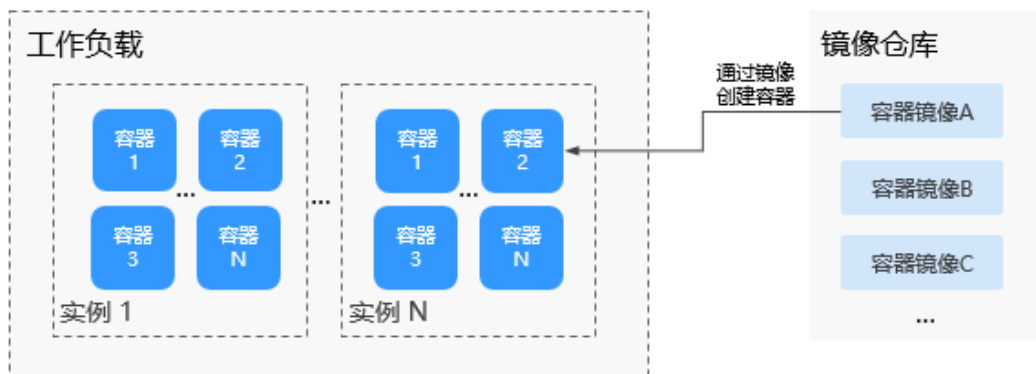 工作负载
容器
1
容器
2
...
容器
3
容器
N
实例 1
...
容器
1
容器
2
...
容器
3
容器
N
实例 N
通过镜像
创建容器
镜像仓库
容器镜像A
容器镜像B
容器镜像C
...